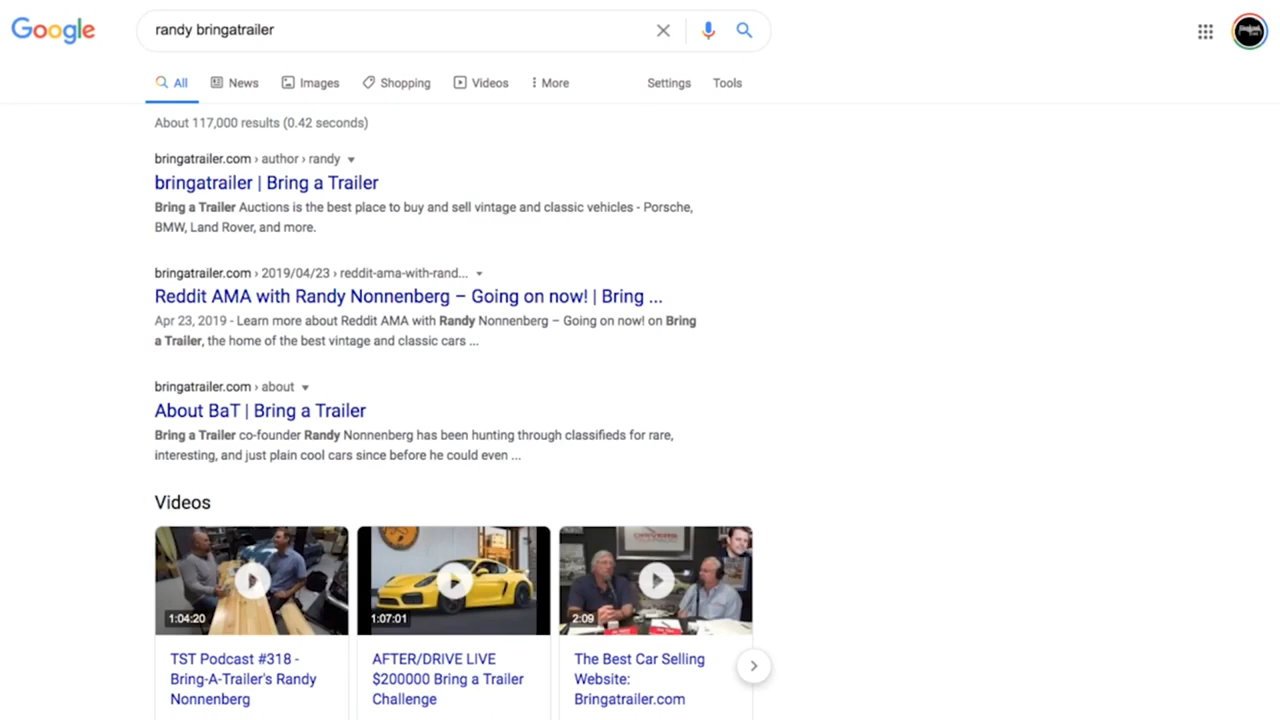 Google
randy bringatrailer
All News Images Shopping Videos More Settings Tools
About 117,000 results (0.42 seconds)
bringatrailer.com › author › randy
bringatrailer | Bring a Trailer
Bring a Trailer Auctions is the best place to buy and sell vintage and classic vehicles - Porsche,
BMW, Land Rover, and more.
bringatrailer.com › 2019/04/23 › reddit-ama-with-rand...
Reddit AMA with Randy Nonnenberg – Going on now! | Bring ...
Apr 23, 2019 - Learn more about Reddit AMA with Randy Nonnenberg – Going on now! on Bring
a Trailer, the home of the best vintage and classic cars ...
bringatrailer.com › about
About BaT | Bring a Trailer
Bring a Trailer co-founder Randy Nonnenberg has been hunting through classifieds for rare,
interesting, and just plain cool cars since before he could even ...
Videos
1:04:20
1:07:01
2:09
TST Podcast #318 -
Bring-A-Trailer's Randy
Nonnenberg
AFTER/DRIVE LIVE
$200000 Bring a Trailer
Challenge
The Best Car Selling
Website:
Bringatrailer.com